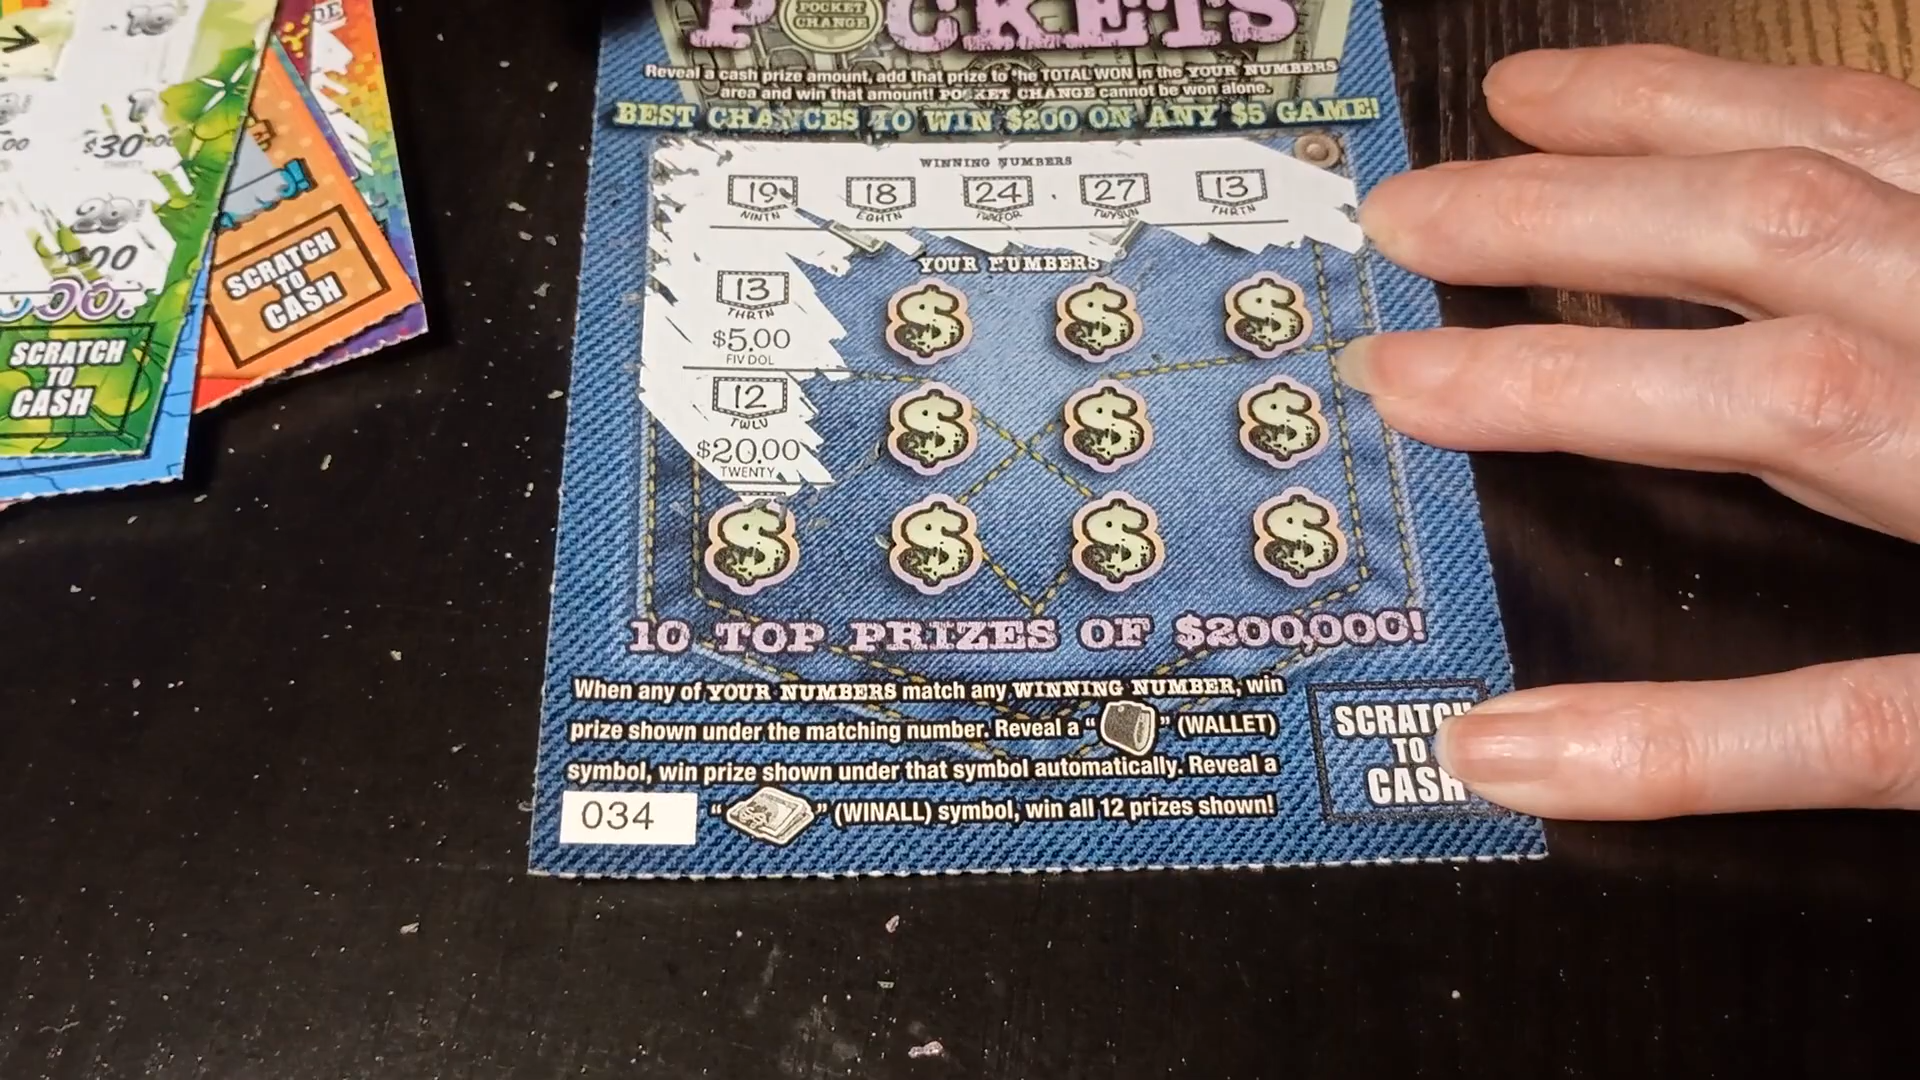 $30.00
THIRTY
SCRATCH
TO
CASH
SCRATCH
TO
CASH
POCKETS
POCKET
CHANGE
Reveal a cash prize amount, add that prize to the TOTAL WON in the YOUR NUMBERS
area and win that amount! POCKET CHANGE cannot be won alone.
BEST CHANCES TO WIN $200 ON ANY $5 GAME!
WINNING NUMBERS
19 18 24 27 13
NINTN EGHTN TWYFOR TWYSVN THRTN
YOUR NUMBERS
13
THRTN
$5.00
FIV DOL
12
TWLV
$20.00
TWENTY
10 TOP PRIZES OF $200,000!
When any of YOUR NUMBERS match any WINNING NUMBER, win
prize shown under the matching number. Reveal a " " (WALLET)
symbol, win prize shown under that symbol automatically. Reveal a
" " (WINALL) symbol, win all 12 prizes shown!
034
SCRATCH
TO
CASH